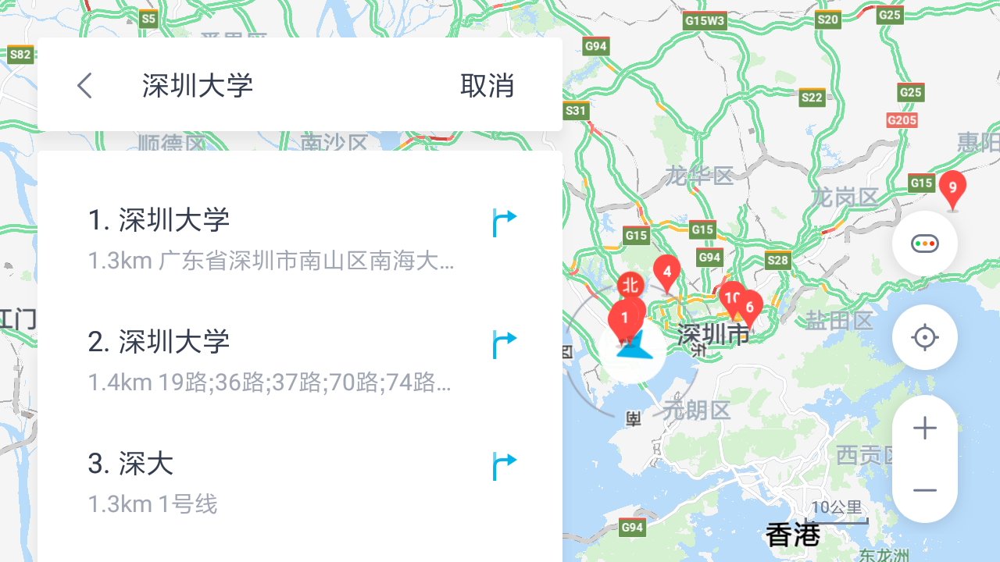 深圳大学
取消
1. 深圳大学
1.3km 广东省深圳市南山区南海大...
2. 深圳大学
1.4km 19路;36路;37路;70路;74路...
3. 深大
1.3km 1号线
S5
S82
顺德区
南沙区
江门
G15W3
S20
G25
G94
S31
S22
G25
G205
惠阳
龙华区
龙岗区
G15
9
G15
G15
G94
S28
4
北
10
6
1
深圳市
盐田区
元朗区
西贡区
10公里
G94
香港
东龙洲